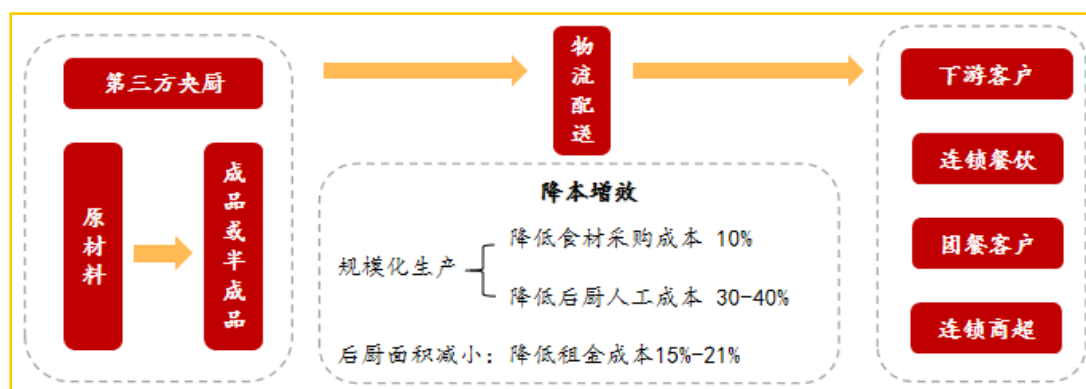 第三方央厨
原材料
成品或半成品
物流配送
降本增效
规模化生产
降低食材采购成本 10%
降低后厨人工成本 30-40%
后厨面积减小：降低租金成本15%-21%
下游客户
连锁餐饮
团餐客户
连锁商超